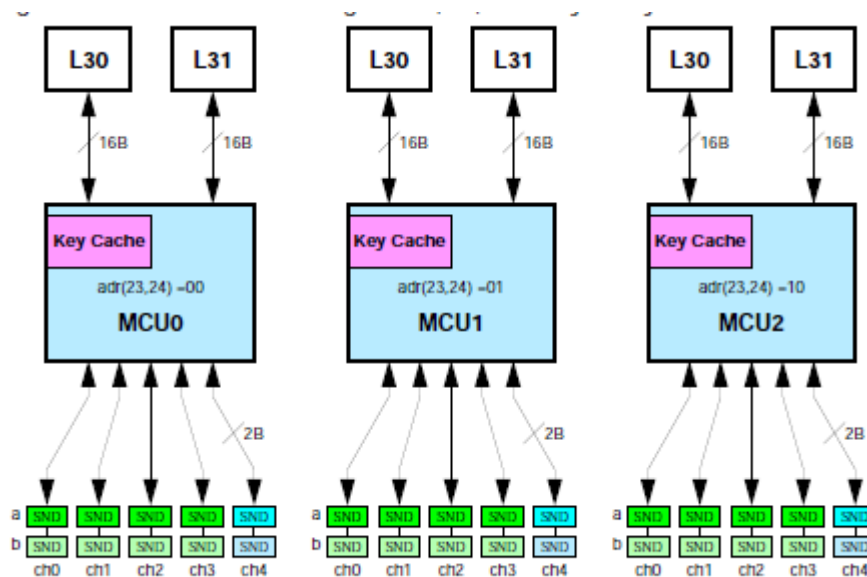 L30 L31 L30 L31 L30 L31
16B 16B 16B 16B 16B 16B
Key Cache Key Cache Key Cache
adr(23,24) =00 adr(23,24) =01 adr(23,24) =10
MCU0 MCU1 MCU2
2B 2B 2B
a SND SND SND SND SND a SND SND SND SND SND a SND SND SND SND SND
b SND SND SND SND SND b SND SND SND SND SND b SND SND SND SND SND
ch0 ch1 ch2 ch3 ch4 ch0 ch1 ch2 ch3 ch4 ch0 ch1 ch2 ch3 ch4